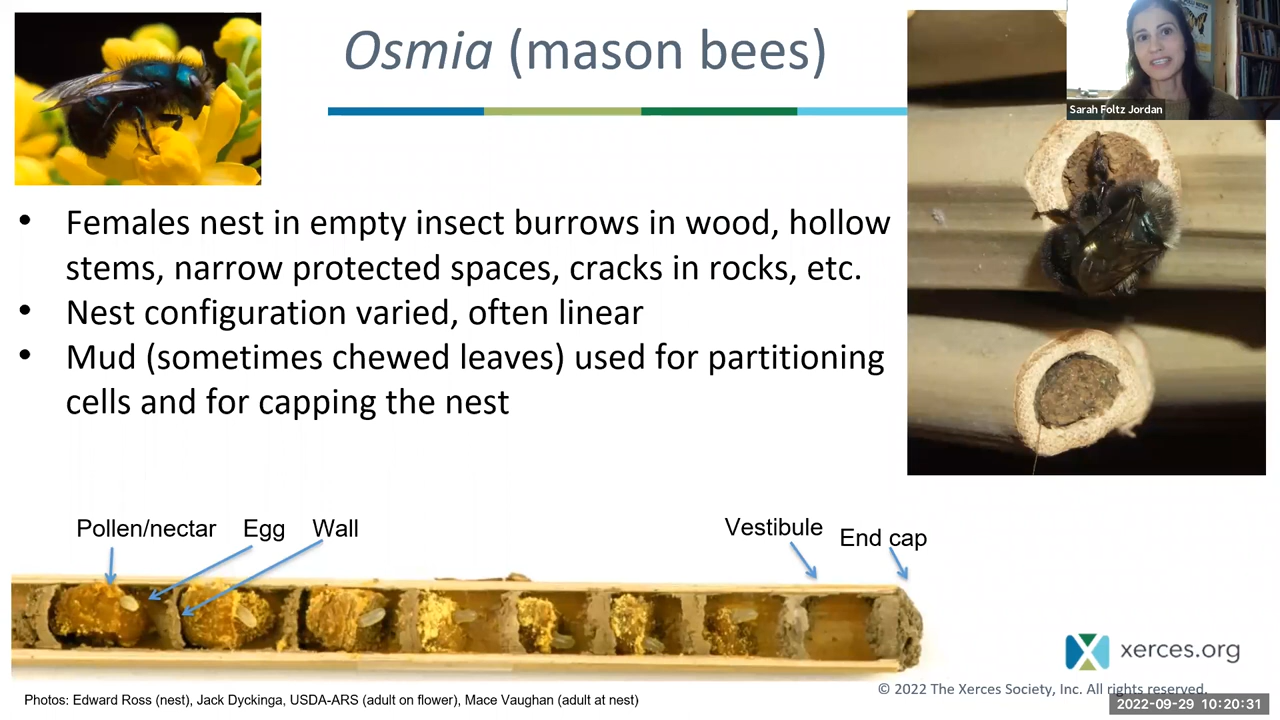 Osmia (mason bees)
Sarah Foltz Jordan
• Females nest in empty insect burrows in wood, hollow
stems, narrow protected spaces, cracks in rocks, etc.
• Nest configuration varied, often linear
• Mud (sometimes chewed leaves) used for partitioning
cells and for capping the nest
Pollen/nectar
Egg
Wall
Vestibule
End cap
xerces.org
Photos: Edward Ross (nest), Jack Dyckinga, USDA-ARS (adult on flower), Mace Vaughan (adult at nest)
© 2022 The Xerces Society, Inc. All rights reserved.
2022-09-29 10:20:31